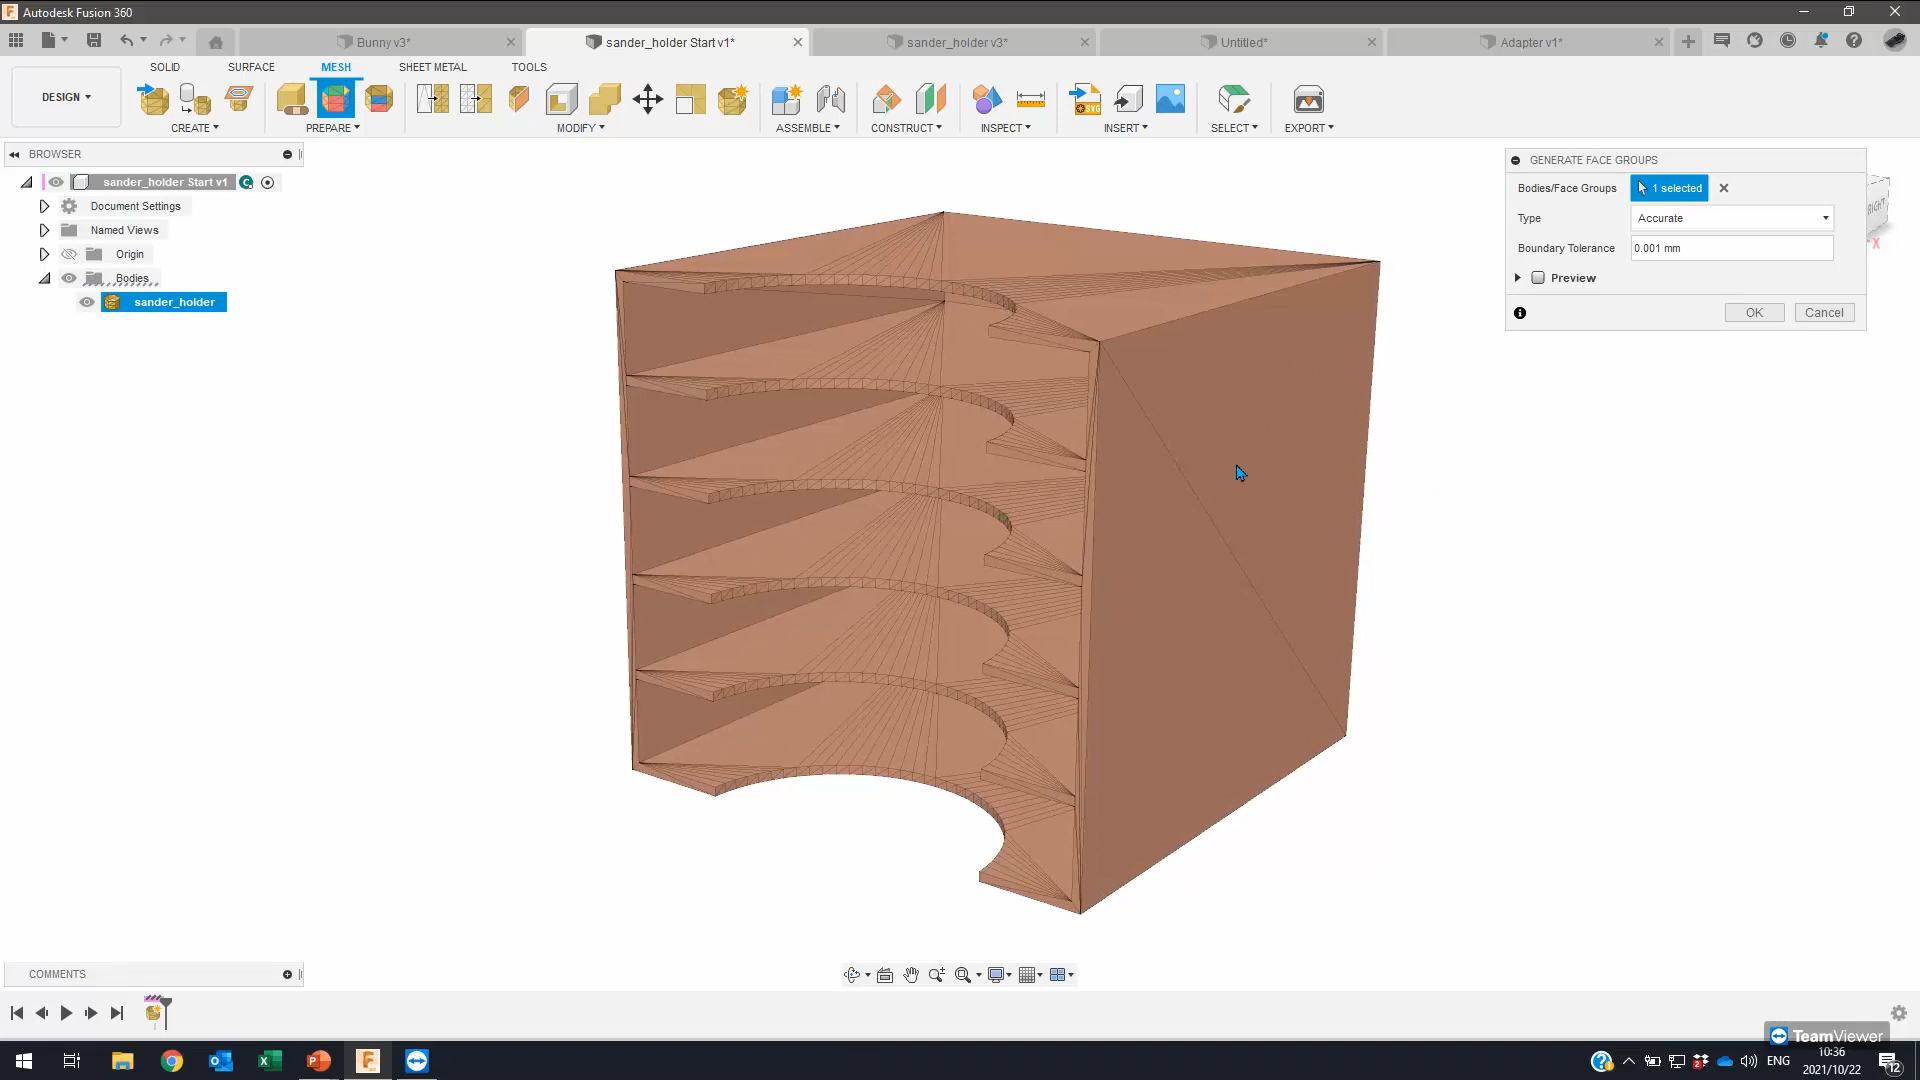 Autodesk Fusion 360
Bunny v3*
sander_holder Start v1*
sander_holder v3*
Untitled*
Adapter v1*
SOLID
SURFACE
MESH
SHEET METAL
TOOLS
DESIGN
CREATE
PREPARE
MODIFY
ASSEMBLE
CONSTRUCT
INSPECT
INSERT
SELECT
EXPORT
BROWSER
sander_holder Start v1
Document Settings
Named Views
Origin
Bodies
sander_holder
GENERATE FACE GROUPS
Bodies/Face Groups 1 selected
Type Accurate
Boundary Tolerance 0.001 mm
Preview
OK Cancel
RIGHT
X
COMMENTS
TeamViewer
ENG
10:36
2021/10/22
12